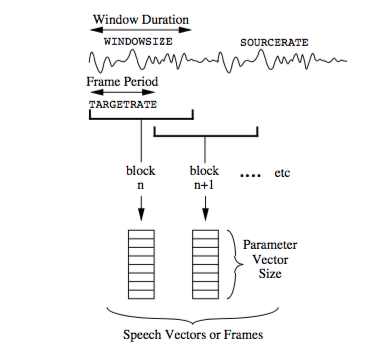 Window Duration
WINDOWSIZE
SOURCERATE
Frame Period
TARGETRATE
block
n
block
n+1
.... etc
Parameter
Vector
Size
Speech Vectors or Frames